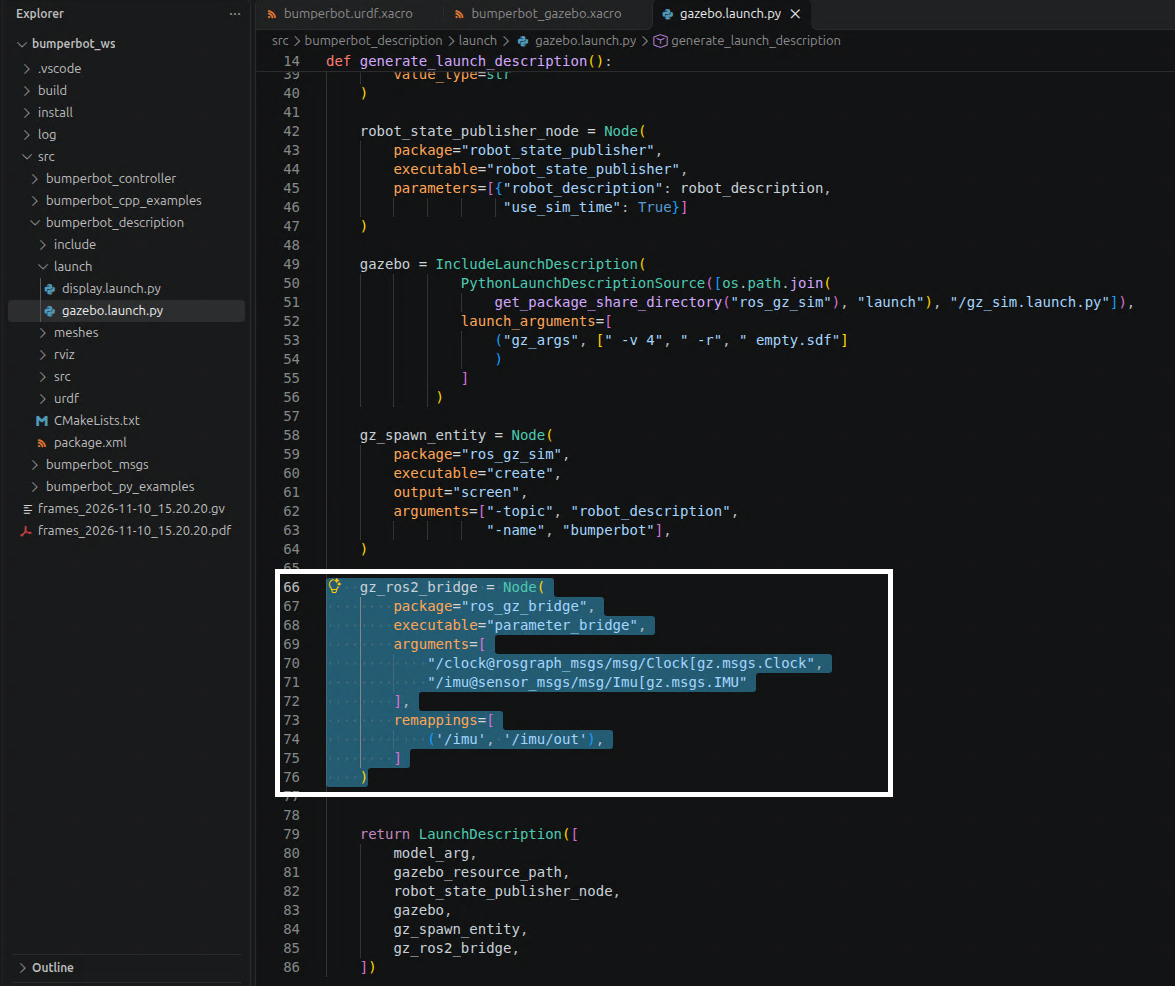 Explorer
bumperbot_ws
.vscode
build
install
log
src
bumperbot_controller
bumperbot_cpp_examples
bumperbot_description
include
launch
display.launch.py
gazebo.launch.py
meshes
rviz
src
urdf
CMakeLists.txt
package.xml
bumperbot_msgs
bumperbot_py_examples
frames_2026-11-10_15.20.20.gv
frames_2026-11-10_15.20.20.pdf
Outline
bumperbot.urdf.xacro
bumperbot_gazebo.xacro
gazebo.launch.py
src > bumperbot_description > launch > gazebo.launch.py > generate_launch_description
14 def generate_launch_description():
39         value_type=str
40     )
41
42     robot_state_publisher_node = Node(
43         package="robot_state_publisher",
44         executable="robot_state_publisher",
45         parameters=[{"robot_description": robot_description,
46                      "use_sim_time": True}]
47     )
48
49     gazebo = IncludeLaunchDescription(
50                 PythonLaunchDescriptionSource([os.path.join(
51                     get_package_share_directory("ros_gz_sim"), "launch"), "/gz_sim.launch.py"]),
52                 launch_arguments=[
53                     ("gz_args", [" -v 4", " -r", " empty.sdf"]
54                     )
55                 ]
56              )
57
58     gz_spawn_entity = Node(
59         package="ros_gz_sim",
60         executable="create",
61         output="screen",
62         arguments=["-topic", "robot_description",
63                    "-name", "bumperbot"],
64     )
65
66     gz_ros2_bridge = Node(
67         package="ros_gz_bridge",
68         executable="parameter_bridge",
69         arguments=[
70             "/clock@rosgraph_msgs/msg/Clock[gz.msgs.Clock",
71             "/imu@sensor_msgs/msg/Imu[gz.msgs.IMU"
72         ],
73         remappings=[
74             ('/imu', '/imu/out'),
75         ]
76     )
77
78
79     return LaunchDescription([
80         model_arg,
81         gazebo_resource_path,
82         robot_state_publisher_node,
83         gazebo,
84         gz_spawn_entity,
85         gz_ros2_bridge,
86     ])